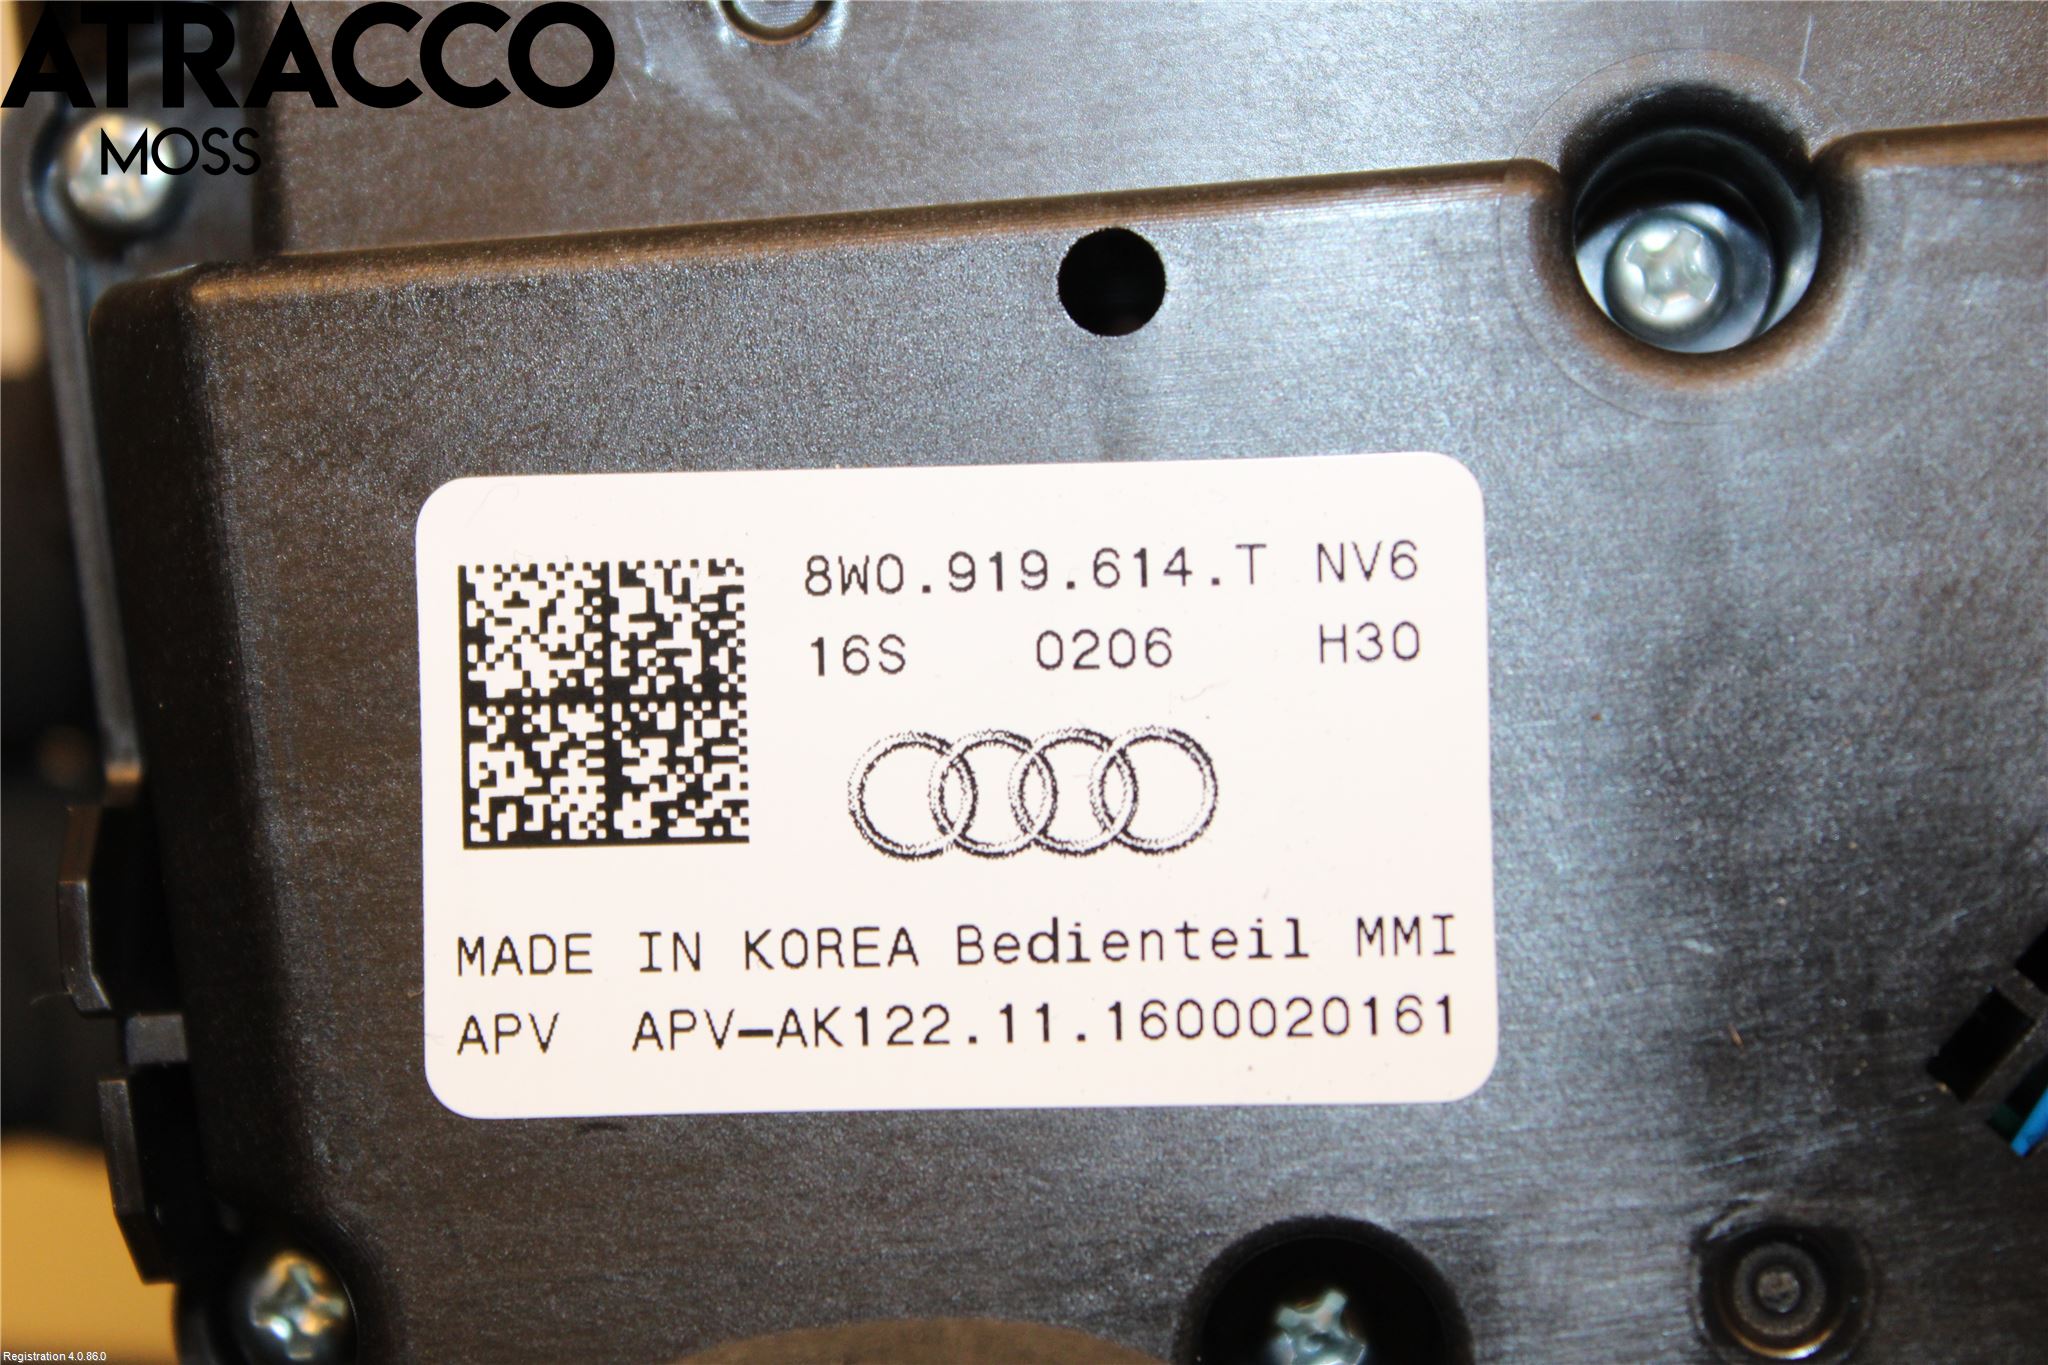 ATRACCO
MOSS
8W0.919.614.T NV6
16S 0206 H30
MADE IN KOREA Bedienteil MMI
APV APV-AK122.11.1600020161
Registration 4.0.86.0